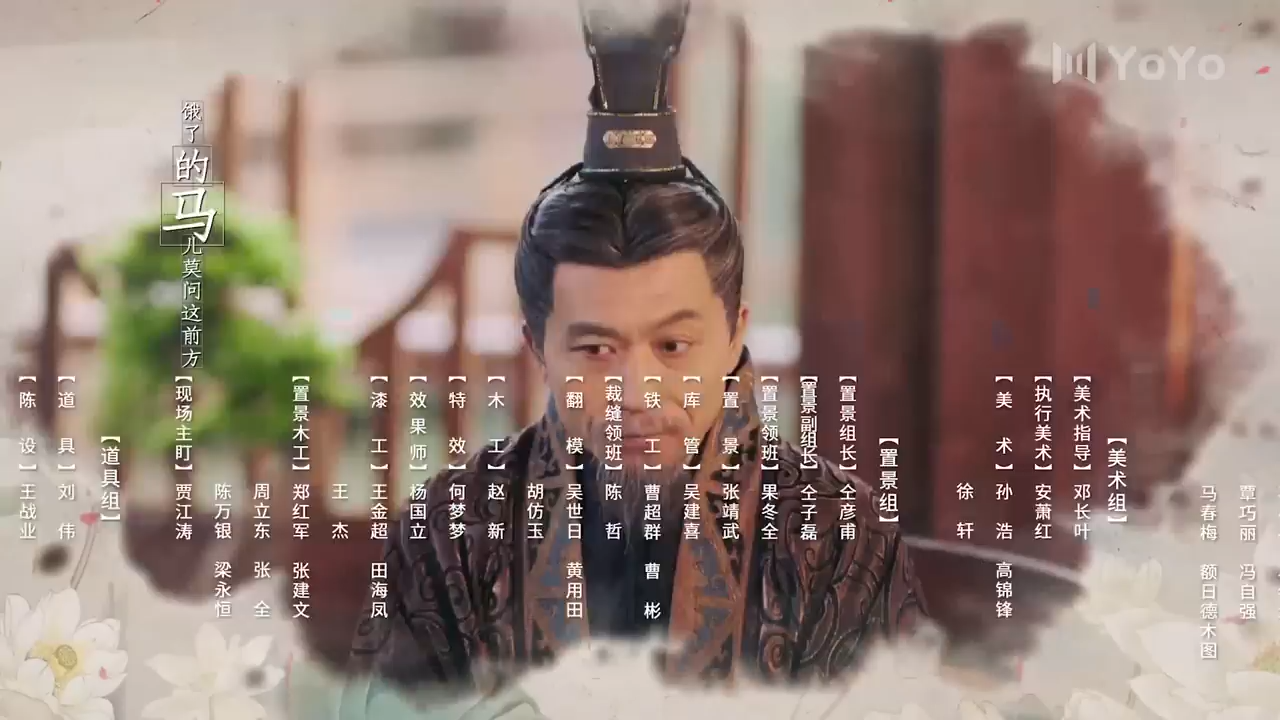 YoYo
饿了的马儿莫问这前方
覃巧丽 冯自强
马春梅 额日德木图
【美术组】
【美术指导】邓长叶
【执行美术】安萧红
【美 术】孙 浩 高锦锋
徐 轩
【置景组】
【置景组长】仝彦甫
【置景副组长】仝子磊
【置景领班】果冬全
【置 景】张靖武
【库 管】吴建喜
【铁 工】曹超群 曹 彬
【裁缝领班】陈 哲
【翻 模】吴世日 黄用田
胡仿玉
【木 工】赵 新
【特 效】何梦梦
【效果师】杨国立
【漆 工】王金超 田海凤
王 杰
【置景木工】郑红军 张建文
周立东 张 全
陈万银 梁永恒
【现场主盯】贾江涛
【道具组】
【道 具】刘 伟
【陈 设】王战业